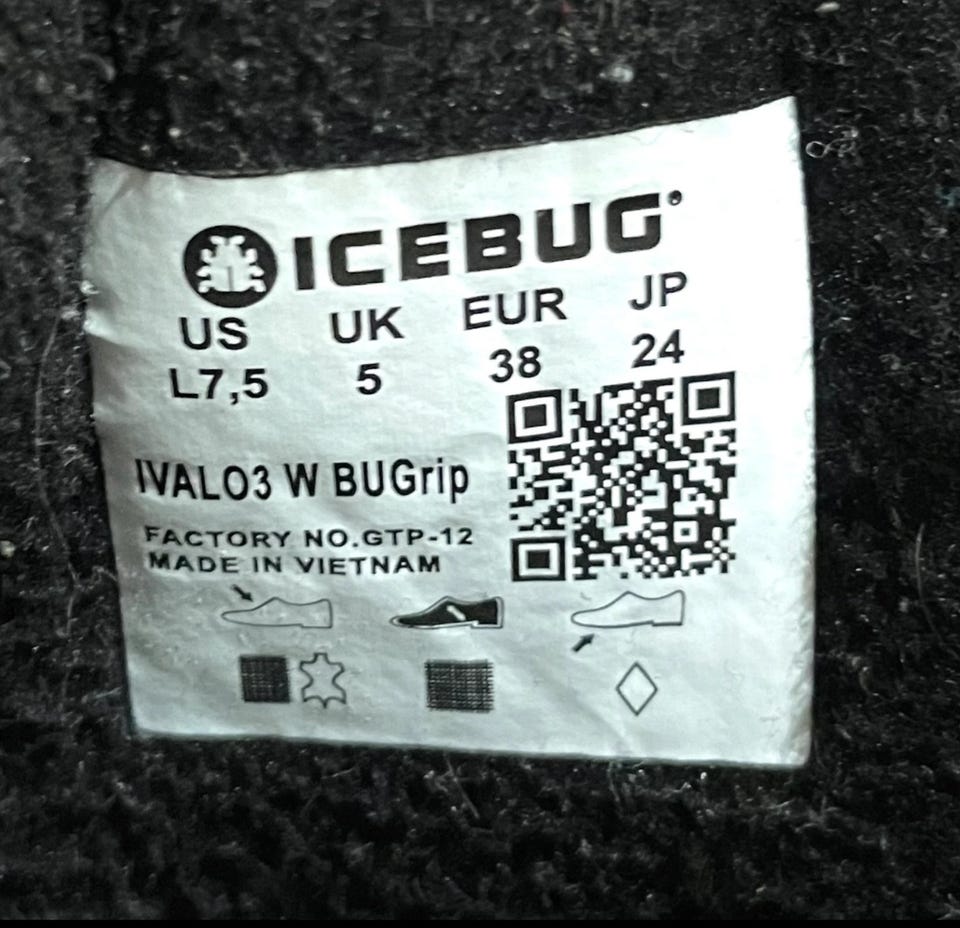 ICEBUG®
US UK EUR JP
L7,5 5 38 24
IVALO3 W BUGrip
FACTORY NO.GTP-12
MADE IN VIETNAM